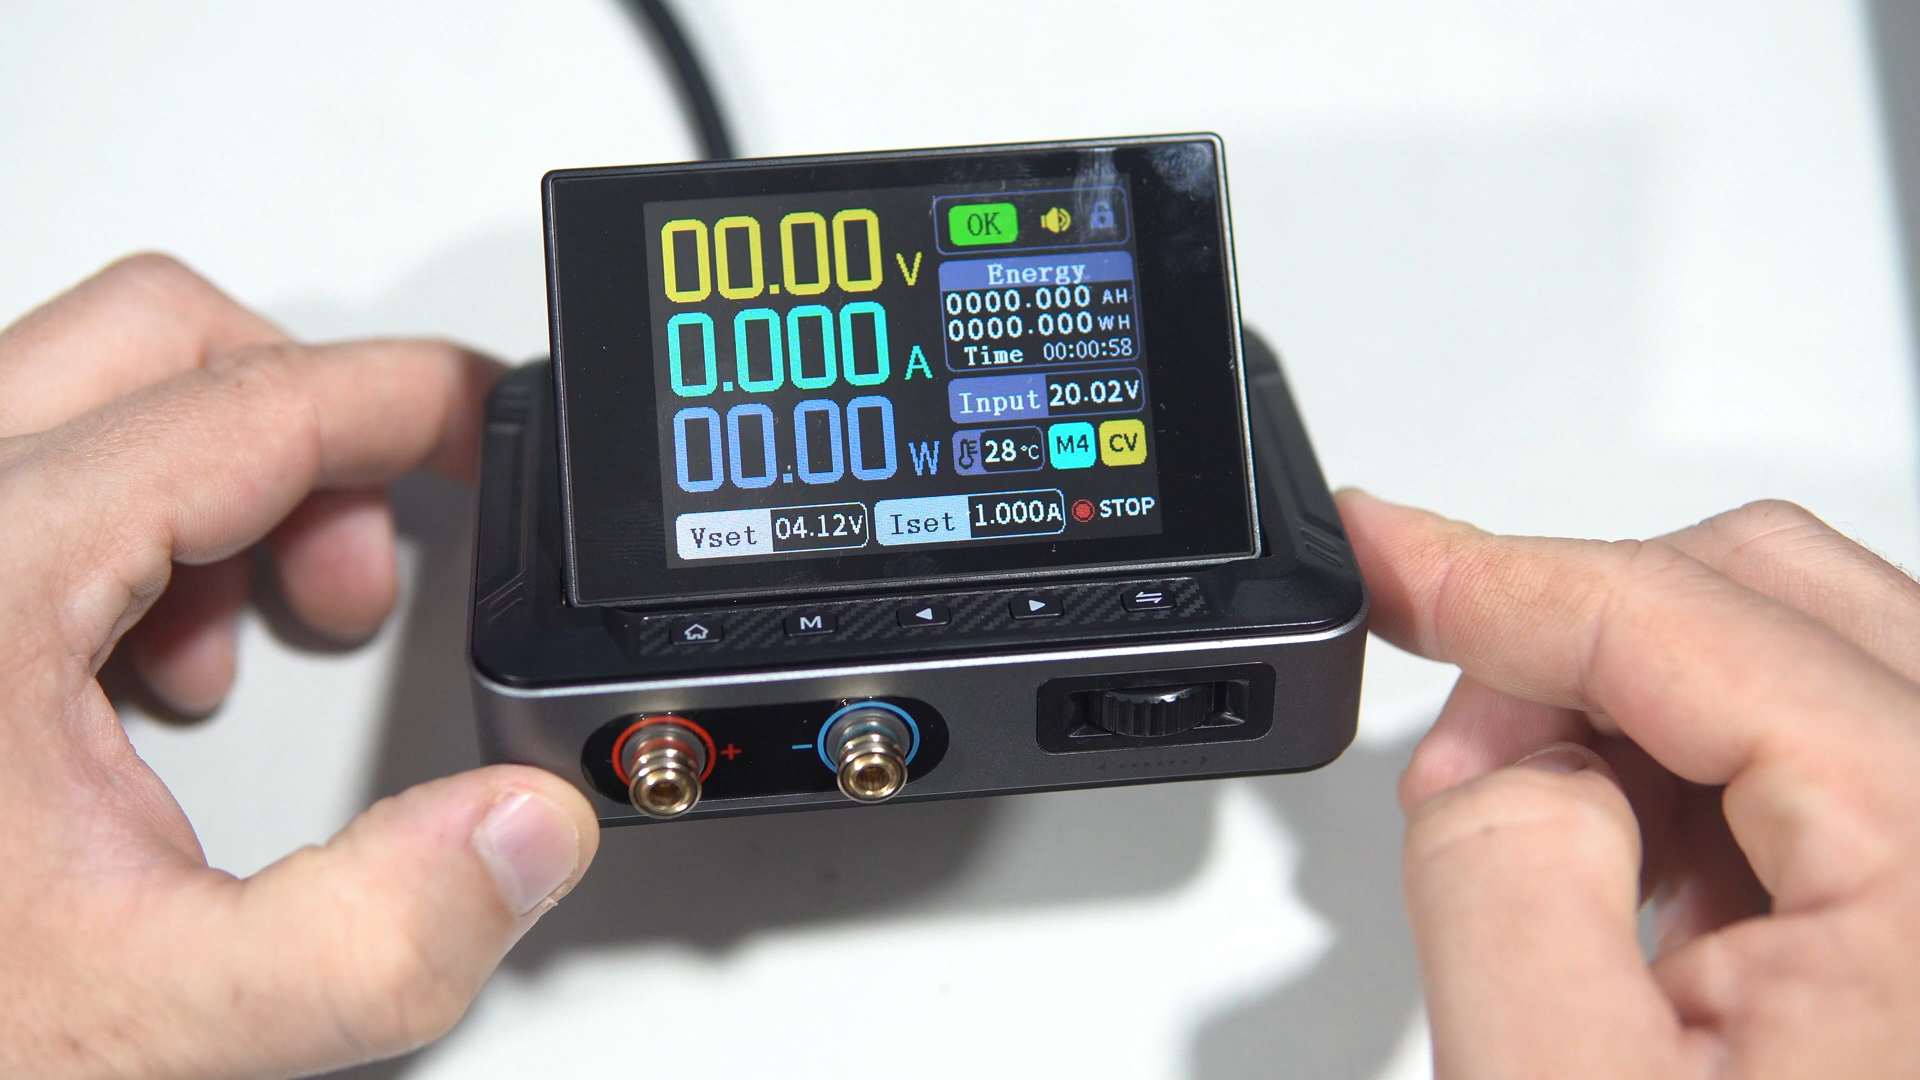 00.00 V
0.000 A
00.00 W
OK
Energy
0000.000 AH
0000.000 WH
Time 00:00:58
Input 20.02V
28 °C M4 CV
Vset 04.12V Iset 1.000A STOP
M
+ −